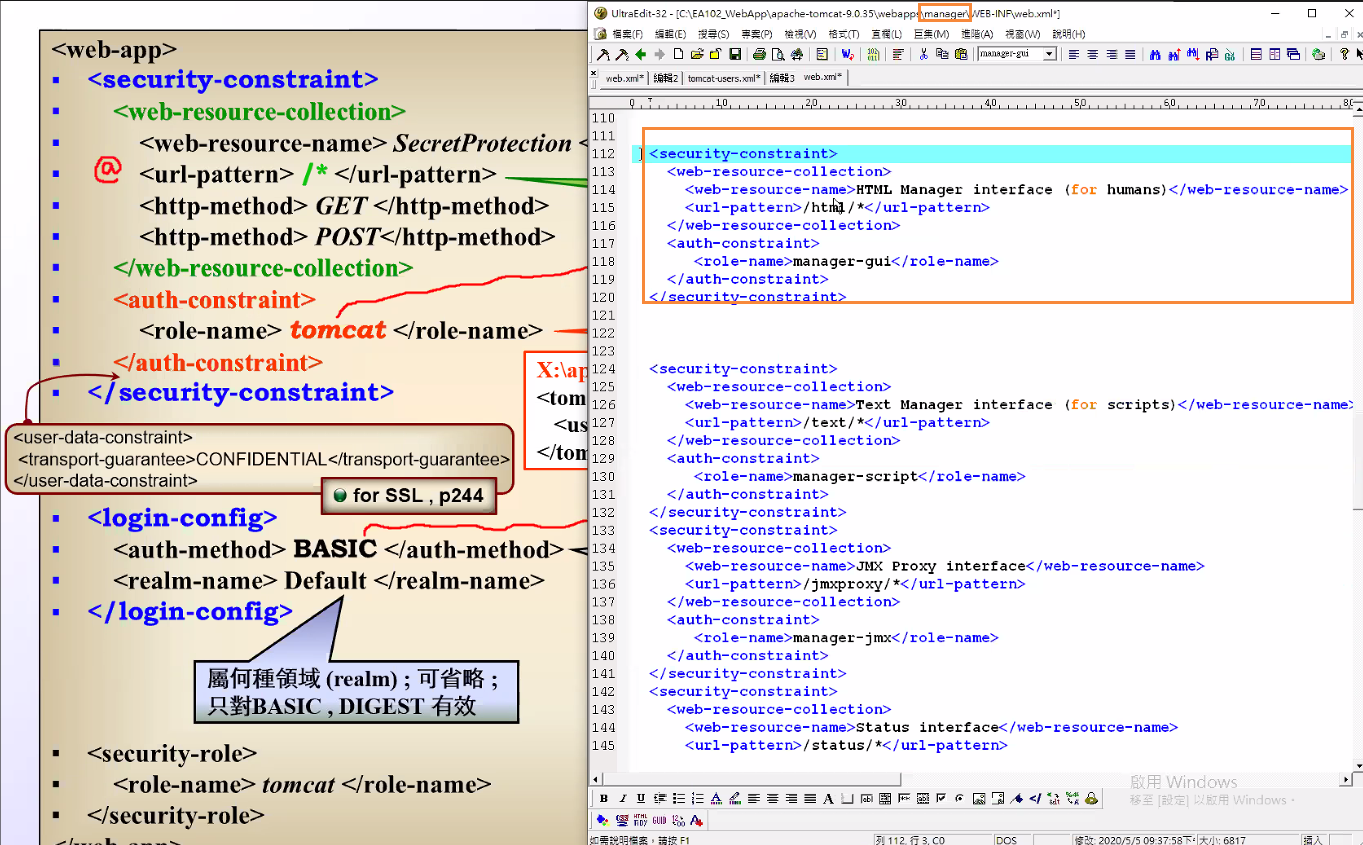 <web-app>
<security-constraint>
<web-resource-collection>
<web-resource-name> SecretProtection <
@ <url-pattern> /* </url-pattern>
<http-method> GET </http-method>
<http-method> POST</http-method>
</web-resource-collection>
<auth-constraint>
<role-name> tomcat </role-name>
</auth-constraint>
</security-constraint>
<user-data-constraint>
<transport-guarantee>CONFIDENTIAL</transport-guarantee>
</user-data-constraint>
for SSL , p244
<login-config>
<auth-method> BASIC </auth-method>
<realm-name> Default </realm-name>
</login-config>
屬何種領域 (realm) ; 可省略 ;
只對BASIC , DIGEST 有效
<security-role>
<role-name> tomcat </role-name>
</security-role>
</web-app>
X:\ap
<tom
<us
</tom
UltraEdit-32 - [C:\EA102_WebApp\apache-tomcat-9.0.35\webapps\manager\WEB-INF\web.xml*]
檔案(F) 編輯(E) 搜尋(S) 專案(P) 檢視(V) 格式(T) 直欄(L) 巨集(M) 進階(A) 視窗(W) 說明(H)
manager-gui
web.xml* 編輯2 tomcat-users.xml* 編輯3 web.xml*
0 10 20 30 40 50 60 70 80
110
111
112 <security-constraint>
113 <web-resource-collection>
114 <web-resource-name>HTML Manager interface (for humans)</web-resource-name>
115 <url-pattern>/html/*</url-pattern>
116 </web-resource-collection>
117 <auth-constraint>
118 <role-name>manager-gui</role-name>
119 </auth-constraint>
120 </security-constraint>
121
122
123
124 <security-constraint>
125 <web-resource-collection>
126 <web-resource-name>Text Manager interface (for scripts)</web-resource-name>
127 <url-pattern>/text/*</url-pattern>
128 </web-resource-collection>
129 <auth-constraint>
130 <role-name>manager-script</role-name>
131 </auth-constraint>
132 </security-constraint>
133 <security-constraint>
134 <web-resource-collection>
135 <web-resource-name>JMX Proxy interface</web-resource-name>
136 <url-pattern>/jmxproxy/*</url-pattern>
137 </web-resource-collection>
138 <auth-constraint>
139 <role-name>manager-jmx</role-name>
140 </auth-constraint>
141 </security-constraint>
142 <security-constraint>
143 <web-resource-collection>
144 <web-resource-name>Status interface</web-resource-name>
145 <url-pattern>/status/*</url-pattern>
啟用 Windows
移至 [設定] 以啟用 Windows。
如需說明檔案，請按 F1
列 112, 行 3, C0
DOS
修改: 2020/5/5 09:37:58下午
大小: 6817
插入